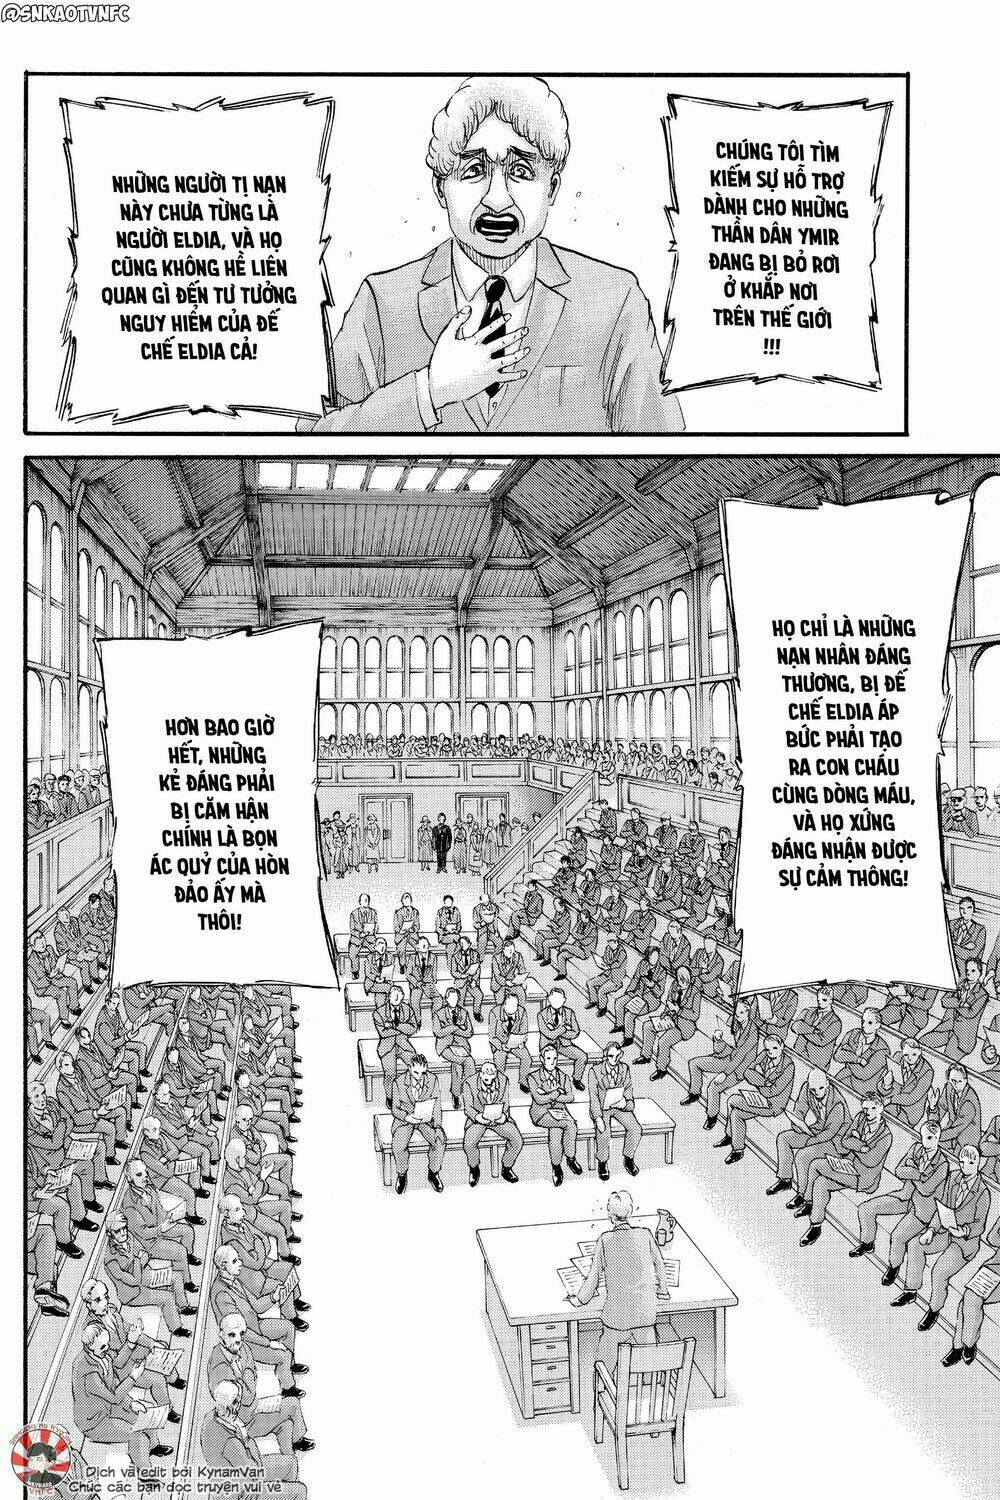 @SNKAOTVNFC
CHÚNG TÔI TÌM
KIẾM SỰ HỖ TRỢ
DÀNH CHO NHỮNG
THẦN DÂN YMIR
ĐANG BỊ BỎ RƠI
Ở KHẮP NƠI
TRÊN THẾ GIỚI
!!!
NHỮNG NGƯỜI TỊ NẠN
NÀY CHƯA TỪNG LÀ
NGƯỜI ELDIA, VÀ HỌ
CŨNG KHÔNG HỀ LIÊN
QUAN GÌ ĐẾN TƯ TƯỞNG
NGUY HIỂM CỦA ĐẾ
CHẾ ELDIA CẢ!
HỌ CHỈ LÀ NHỮNG
NẠN NHÂN ĐÁNG
THƯƠNG, BỊ ĐẾ
CHẾ ELDIA ÁP
BỨC PHẢI TẠO
RA CON CHÁU
CÙNG DÒNG MÁU,
VÀ HỌ XỨNG
ĐÁNG NHẬN ĐƯỢC
SỰ CẢM THÔNG!
HƠN BAO GIỜ
HẾT, NHỮNG
KẺ ĐÁNG PHẢI
BỊ CĂM HẬN
CHÍNH LÀ BỌN
ÁC QUỶ CỦA HÒN
ĐẢO ẤY MÀ
THÔI!
Dịch và edit bởi KynamVan
Chúc các bạn đọc truyện vui vẻ
VNFC